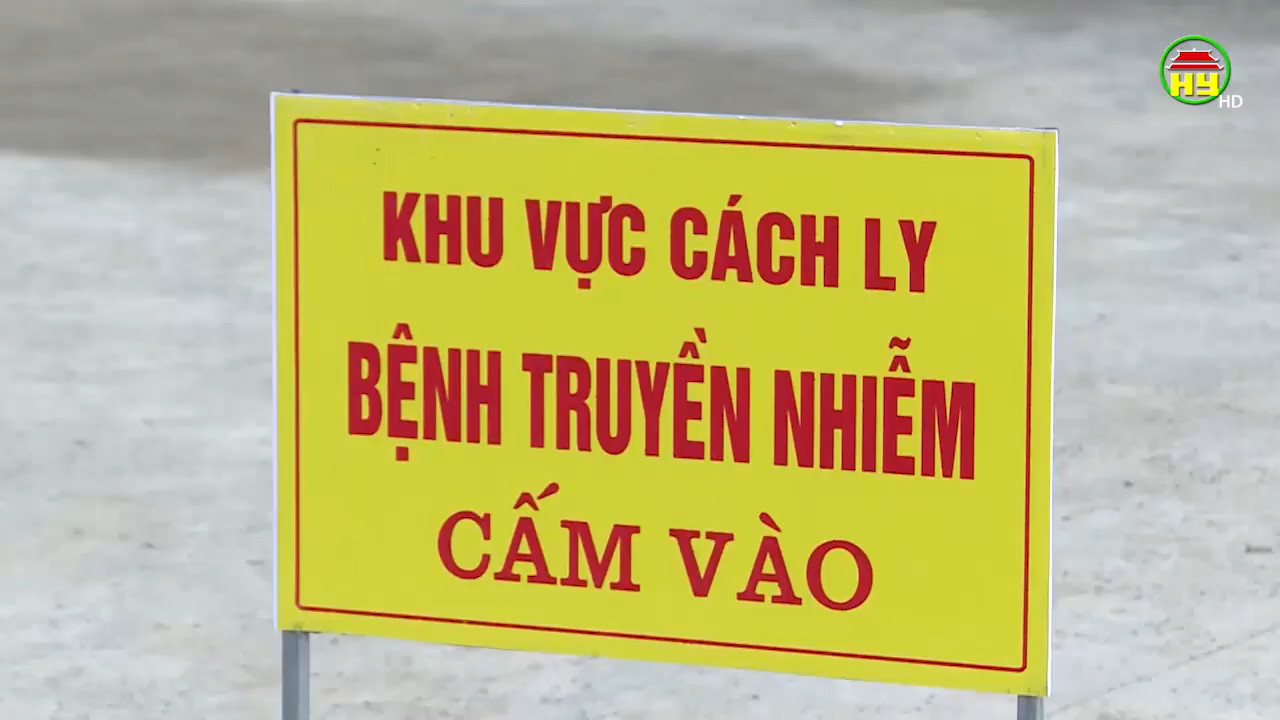 HY
HD
KHU VỰC CÁCH LY
BỆNH TRUYỀN NHIỄM
CẤM VÀO